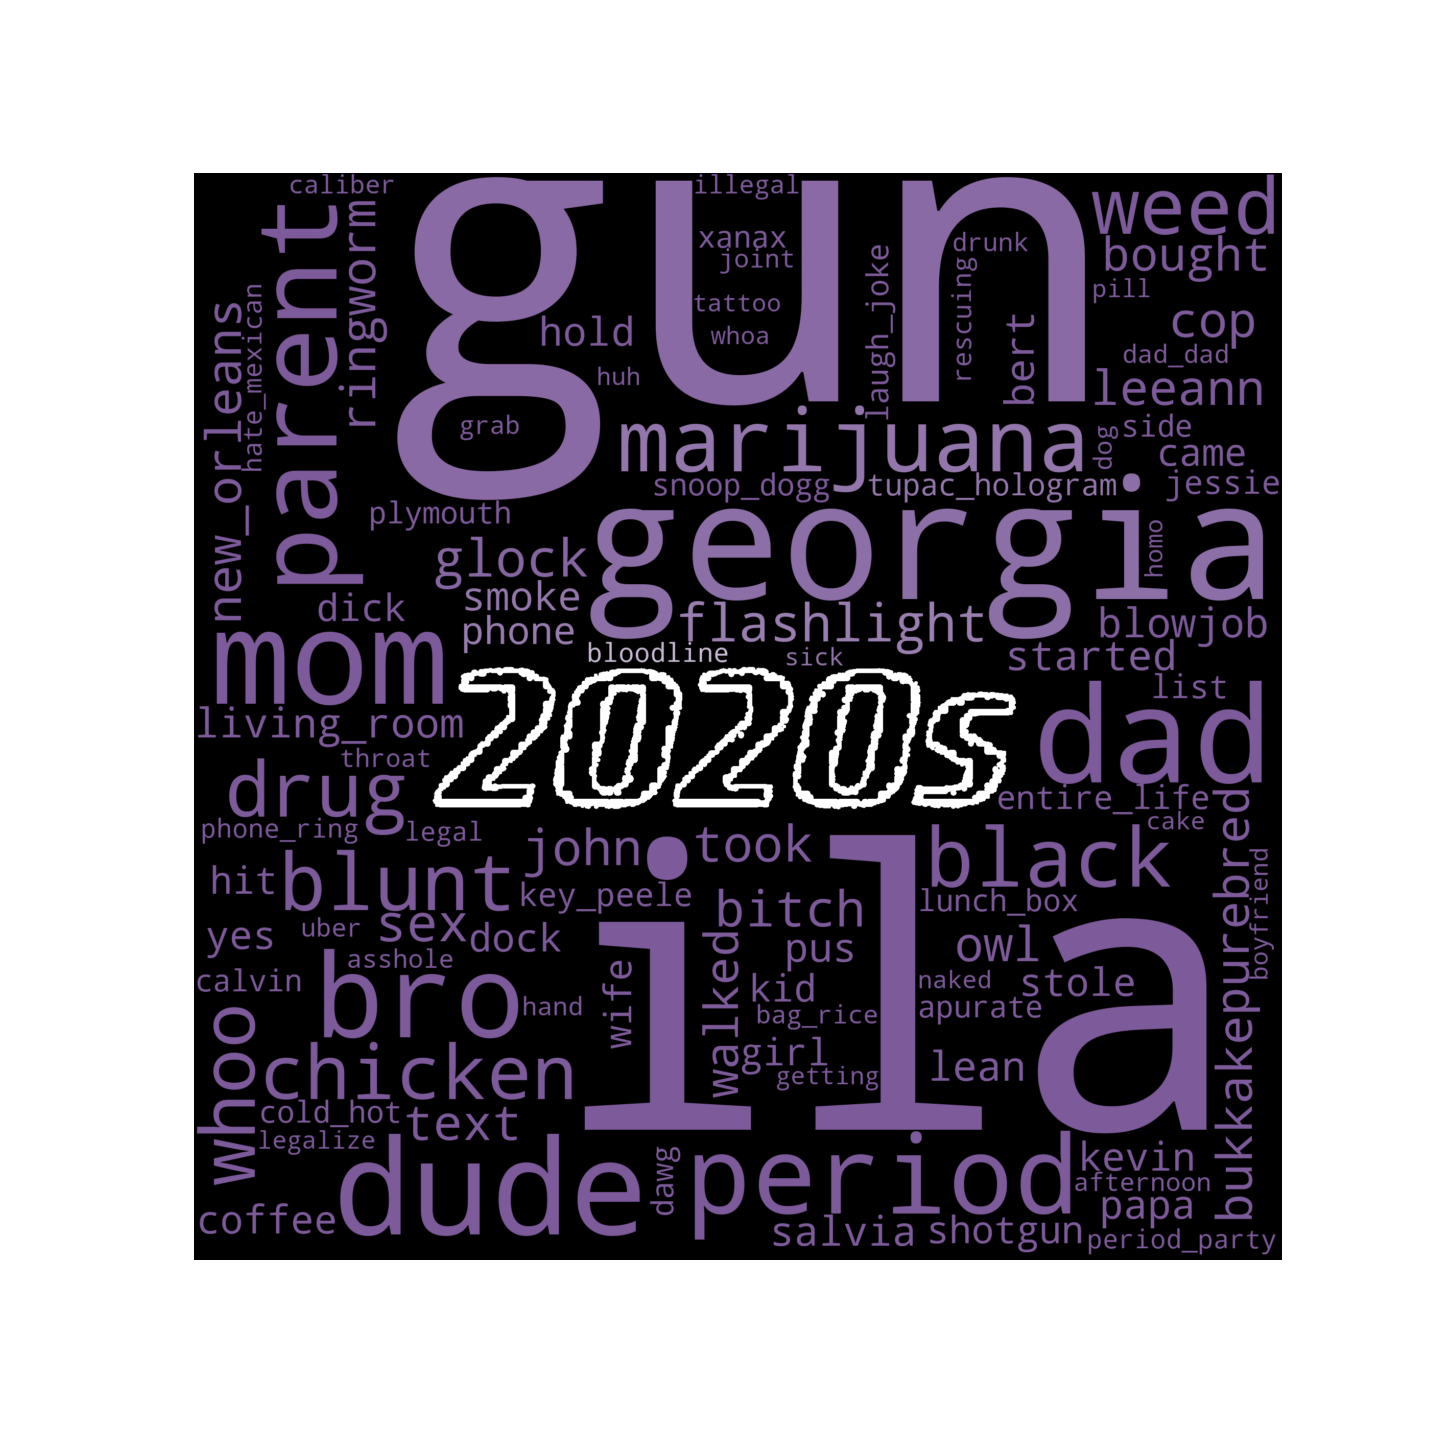 caliber
illegal
gun
weed
parent
ringworm
xanax
joint
drunk
bought
laugh_joke
rescuing
pill
hate_mexican
new_orleans
tattoo
whoa
hold
bert
cop
dad_dad
huh
leeann
grab
marijuana
dog
side
came
snoop_dogg
tupac_hologram
jessie
plymouth
georgia
glock
homo
smoke
dick
flashlight
phone
blowjob
mom
bloodline
sick
started
list
2020s
dad
living_room
throat
drug
entire_life
cake
phone_ring
legal
john
took
black
bukkakepurebred
boyfriend
hit
blunt
key_peele
ila
bitch
lunch_box
yes
uber
sex
dock
pus
owl
asshole
calvin
bro
hand
wife
walked
kid
naked
stole
bag_rice
apurate
whoo
chicken
girl
getting
lean
cold_hot
text
legalize
dude
dawg
period
kevin
afternoon
papa
coffee
salvia
shotgun
period_party